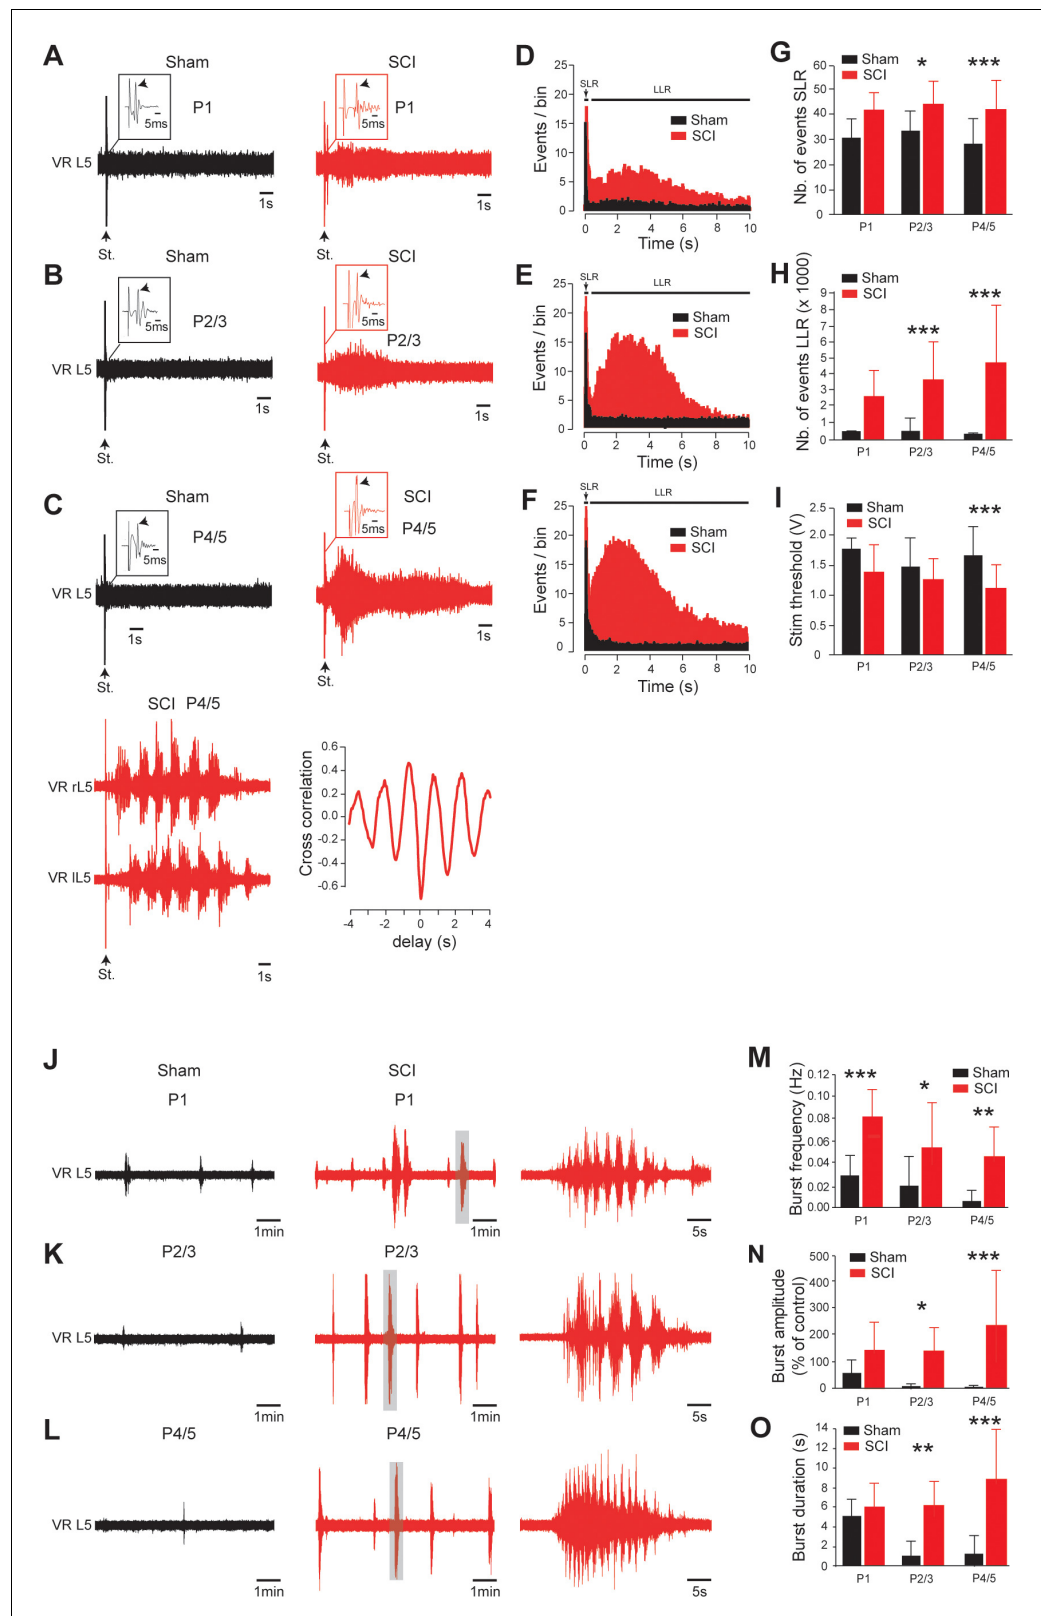 A
Sham
P1
5ms
VR L5
1s
St.
SCI
P1
5ms
1s
St.
B
Sham
P2/3
5ms
VR L5
1s
St.
SCI
P2/3
5ms
1s
St.
C
Sham
P4/5
5ms
VR L5
1s
St.
SCI
P4/5
5ms
1s
St.
SCI P4/5
VR rL5
VR lL5
St.
1s
Cross correlation
0.6
0.4
0.2
0.0
-0.2
-0.4
-0.6
-4 -2 0 2 4
delay (s)
D
SLR
LLR
Sham
SCI
Events / bin
25
20
15
10
5
0
0 2 4 6 8 10
Time (s)
E
SLR
LLR
Sham
SCI
Events / bin
25
20
15
10
5
0
0 2 4 6 8 10
Time (s)
F
SLR
LLR
Sham
SCI
Events / bin
25
20
15
10
5
0
0 2 4 6 8 10
Time (s)
G
Sham
SCI
* ***
Nb. of events SLR
60
50
40
30
20
10
0
P1 P2/3 P4/5
H
Sham
SCI
*** ***
Nb. of events LLR (x 1000)
9
8
7
6
5
4
3
2
1
0
P1 P2/3 P4/5
I
Sham
SCI
***
Stim threshold (V)
2.5
2.0
1.5
1.0
0.5
0
P1 P2/3 P4/5
J
Sham
P1
VR L5
1min
SCI
P1
1min
5s
K
P2/3
VR L5
1min
P2/3
1min
5s
L
P4/5
VR L5
1min
P4/5
1min
5s
M
Sham
SCI
*** * **
Burst frequency (Hz)
0.12
0.10
0.08
0.06
0.04
0.02
0.00
P1 P2/3 P4/5
N
Sham
SCI
* ***
Burst amplitude
(% of control)
500
400
300
200
100
0
P1 P2/3 P4/5
O
Sham
SCI
** ***
Burst duration (s)
14
12
10
8
6
4
2
0
P1 P2/3 P4/5